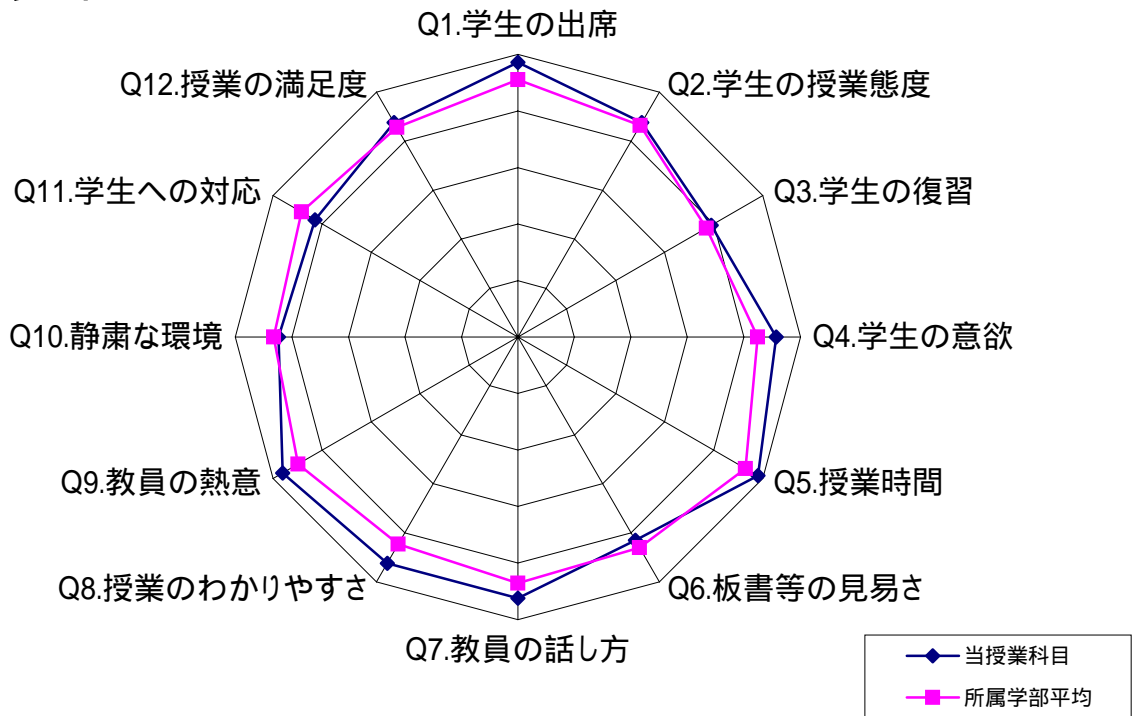 Q1.学生の出席
Q2.学生の授業態度
Q3.学生の復習
Q4.学生の意欲
Q5.授業時間
Q6.板書等の見易さ
Q7.教員の話し方
Q8.授業のわかりやすさ
Q9.教員の熱意
Q10.静粛な環境
Q11.学生への対応
Q12.授業の満足度
当授業科目
所属学部平均